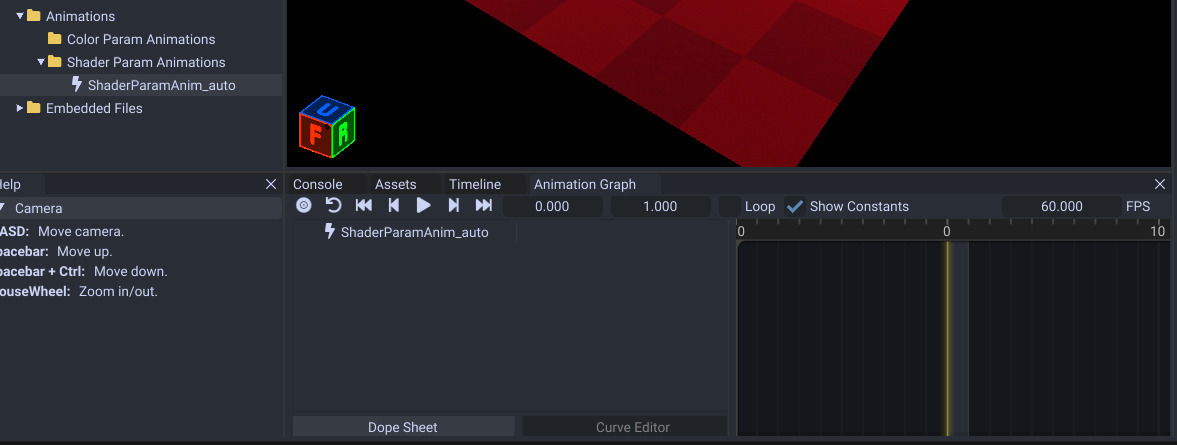 Animations
Color Param Animations
Shader Param Animations
ShaderParamAnim_auto
Embedded Files
U
F R
Help
Camera
ASD: Move camera.
pacebar: Move up.
pacebar + Ctrl: Move down.
ouseWheel: Zoom in/out.
Console Assets Timeline Animation Graph
0.000 1.000 Loop Show Constants 60.000 FPS
ShaderParamAnim_auto
0 0 10
Dope Sheet Curve Editor